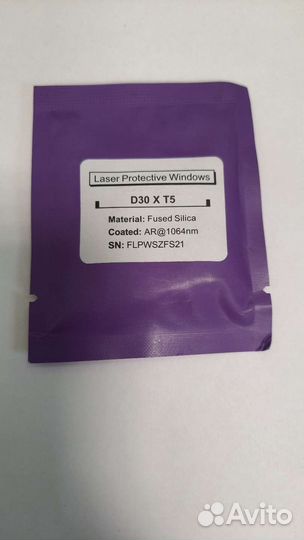 Laser Protective Windows
D30 X T5
Material: Fused Silica
Coated: AR@1064nm
SN: FLPWSZFS21
Avito